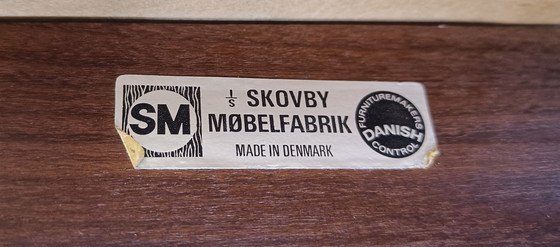 SM
I/S SKOVBY
MØBELFABRIK
MADE IN DENMARK
FURNITUREMAKERS
DANISH
CONTROL